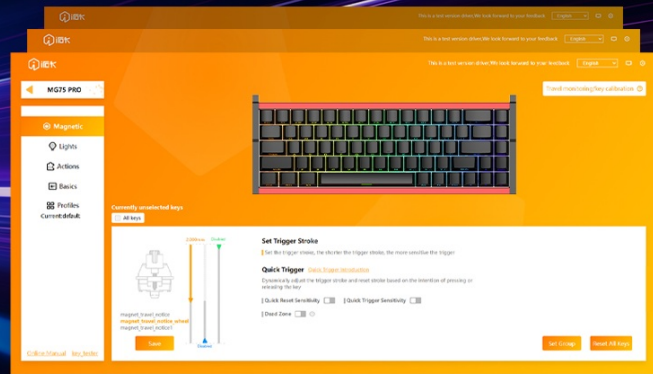 This is a test version driver,We look forward to your feedback
English
This is a test version driver,We look forward to your feedback
English
This is a test version driver,We look forward to your feedback
English
MG75 PRO
Travel monitoring/key calibration
Magnetic
Lights
Actions
Basics
Profiles
Current:default
Currently unselected keys
All keys
Set Trigger Stroke
Set the trigger stroke, the shorter the trigger stroke, the more sensitive the trigger
Quick Trigger Quick Trigger Introduction
Dynamically adjust the trigger stroke and reset stroke based on the intention of pressing or
releasing the key
Quick Reset Sensitivity
Quick Trigger Sensitivity
Dead Zone
magnet_travel_notice
magnet_travel_notice_wheel
magnet_travel_notice1
Save
Set Group
Reset All Keys
Online Manual